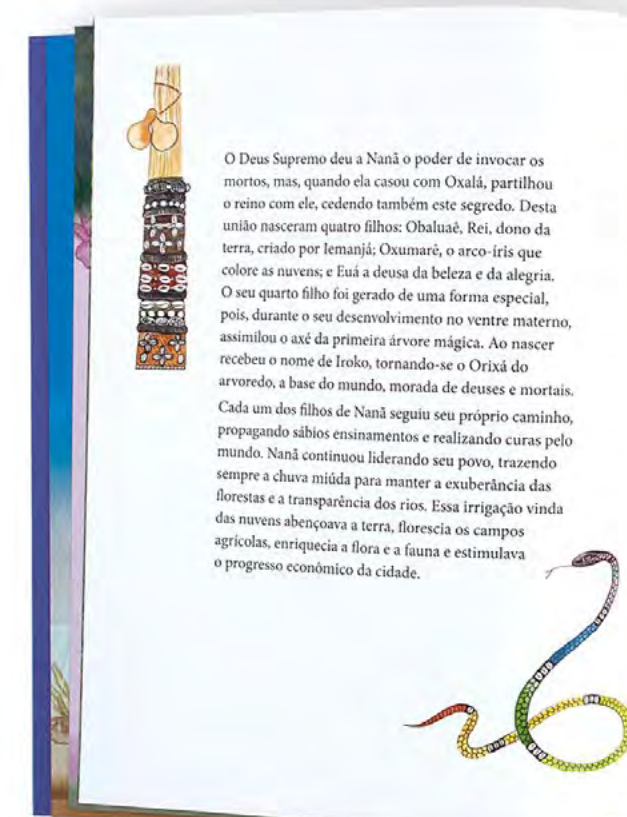 O Deus Supremo deu a Nanã o poder de invocar os
mortos, mas, quando ela casou com Oxalá, partilhou
o reino com ele, cedendo também este segredo. Desta
união nasceram quatro filhos: Obaluaê, Rei, dono da
terra, criado por Iemanjá; Oxumarê, o arco-íris que
colore as nuvens; e Euá a deusa da beleza e da alegria.
O seu quarto filho foi gerado de uma forma especial,
pois, durante o seu desenvolvimento no ventre materno,
assimilou o axé da primeira árvore mágica. Ao nascer
recebeu o nome de Iroko, tornando-se o Orixá do
arvoredo, a base do mundo, morada de deuses e mortais.
Cada um dos filhos de Nanã seguiu seu próprio caminho,
propagando sábios ensinamentos e realizando curas pelo
mundo. Nanã continuou liderando seu povo, trazendo
sempre a chuva miúda para manter a exuberância das
florestas e a transparência dos rios. Essa irrigação vinda
das nuvens abençoava a terra, florescia os campos
agrícolas, enriquecia a flora e a fauna e estimulava
o progresso econômico da cidade.